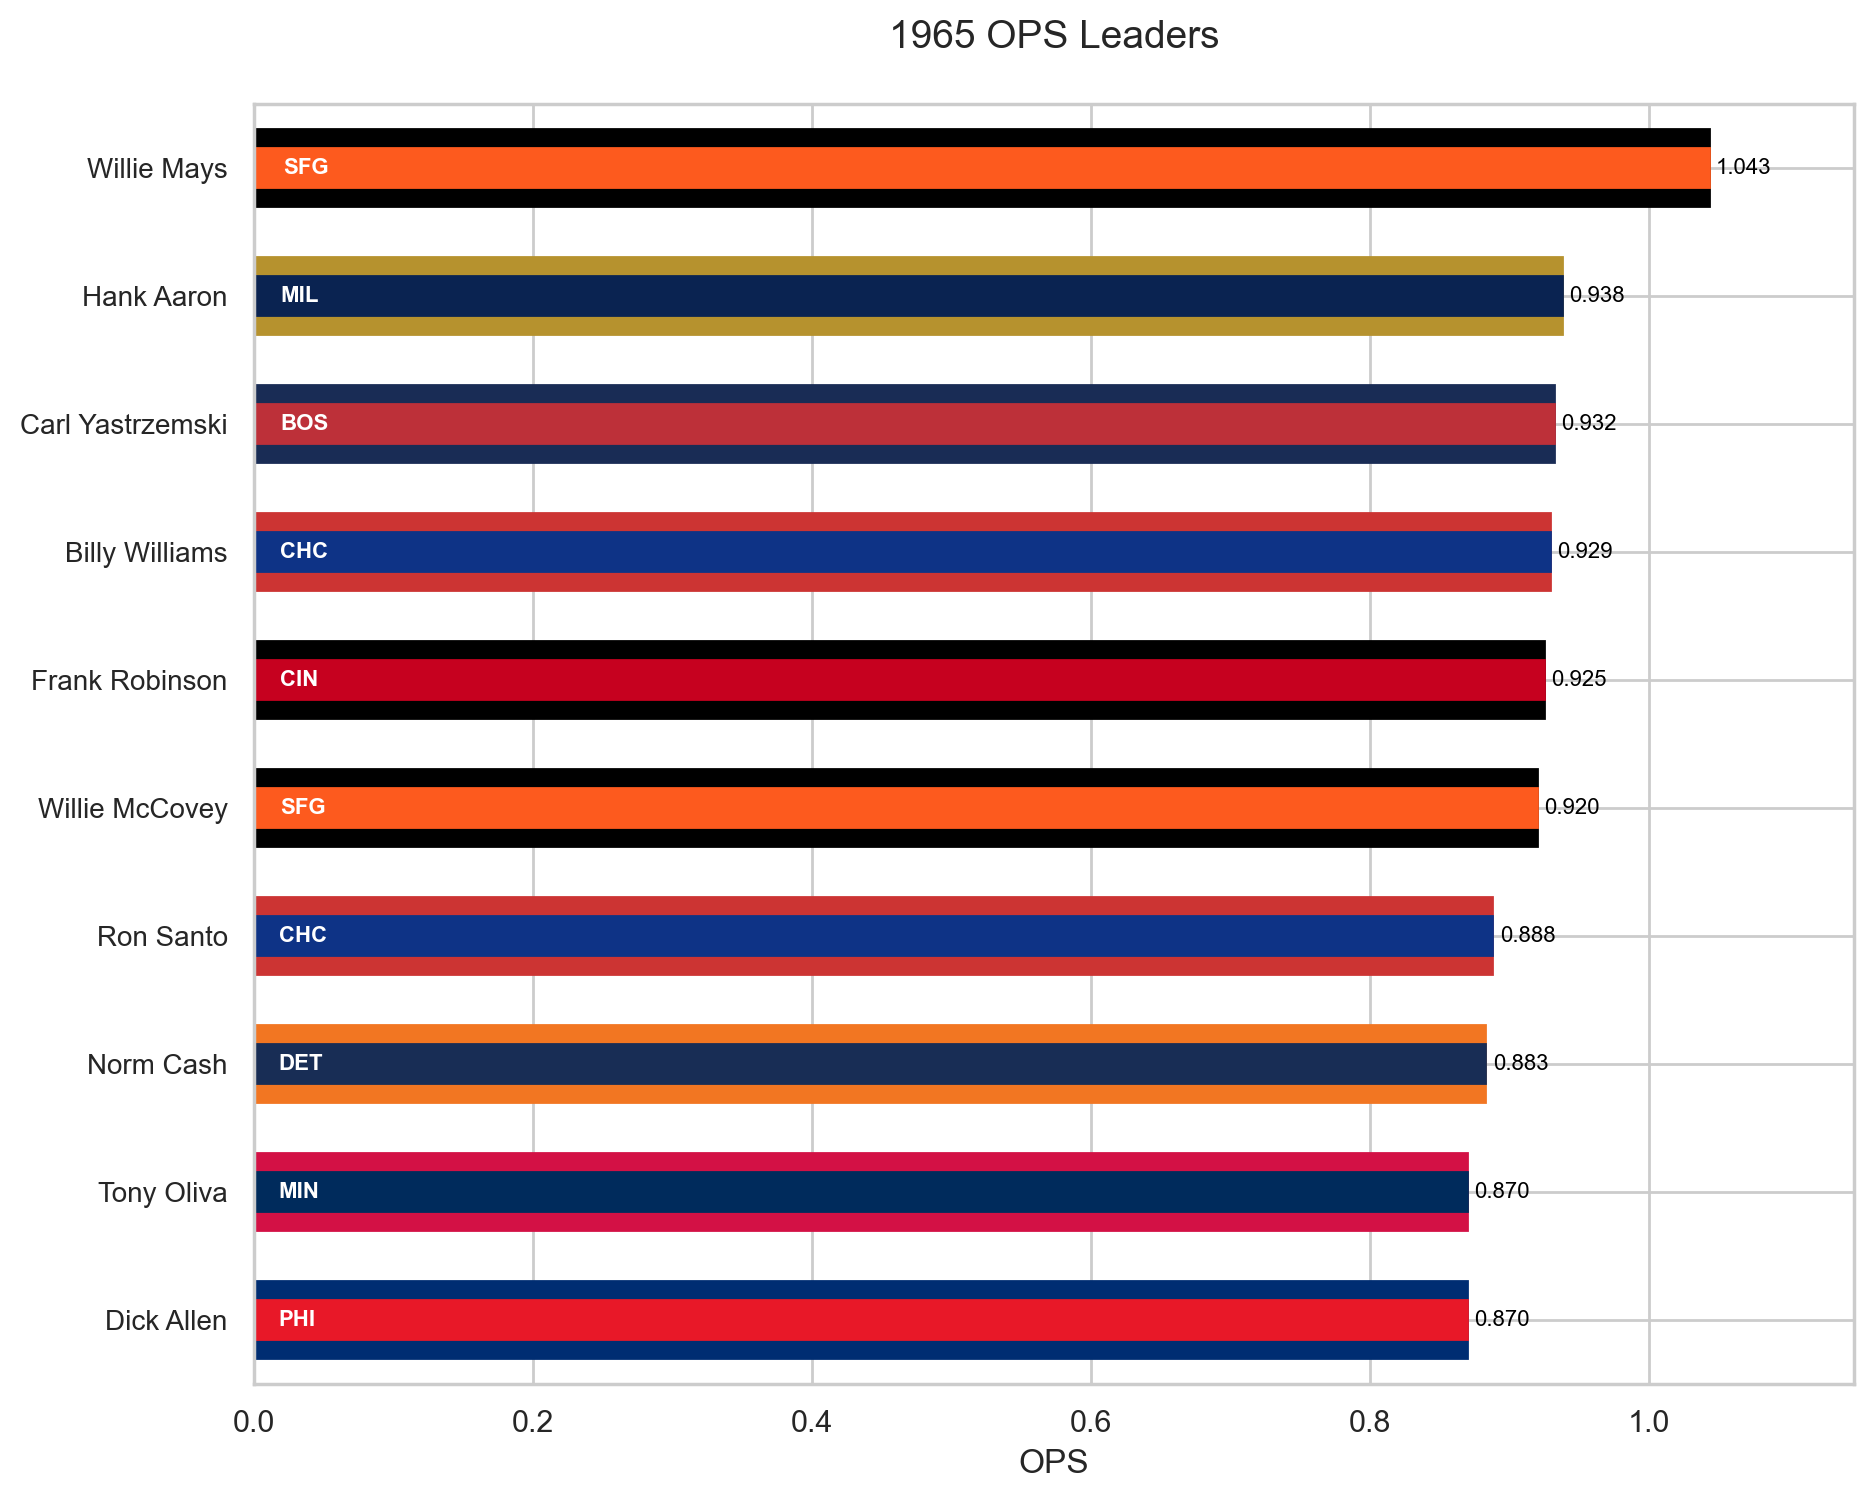 1965 OPS Leaders
Willie Mays SFG 1.043
Hank Aaron MIL 0.938
Carl Yastrzemski BOS 0.932
Billy Williams CHC 0.929
Frank Robinson CIN 0.925
Willie McCovey SFG 0.920
Ron Santo CHC 0.888
Norm Cash DET 0.883
Tony Oliva MIN 0.870
Dick Allen PHI 0.870
0.0 0.2 0.4 0.6 0.8 1.0
OPS